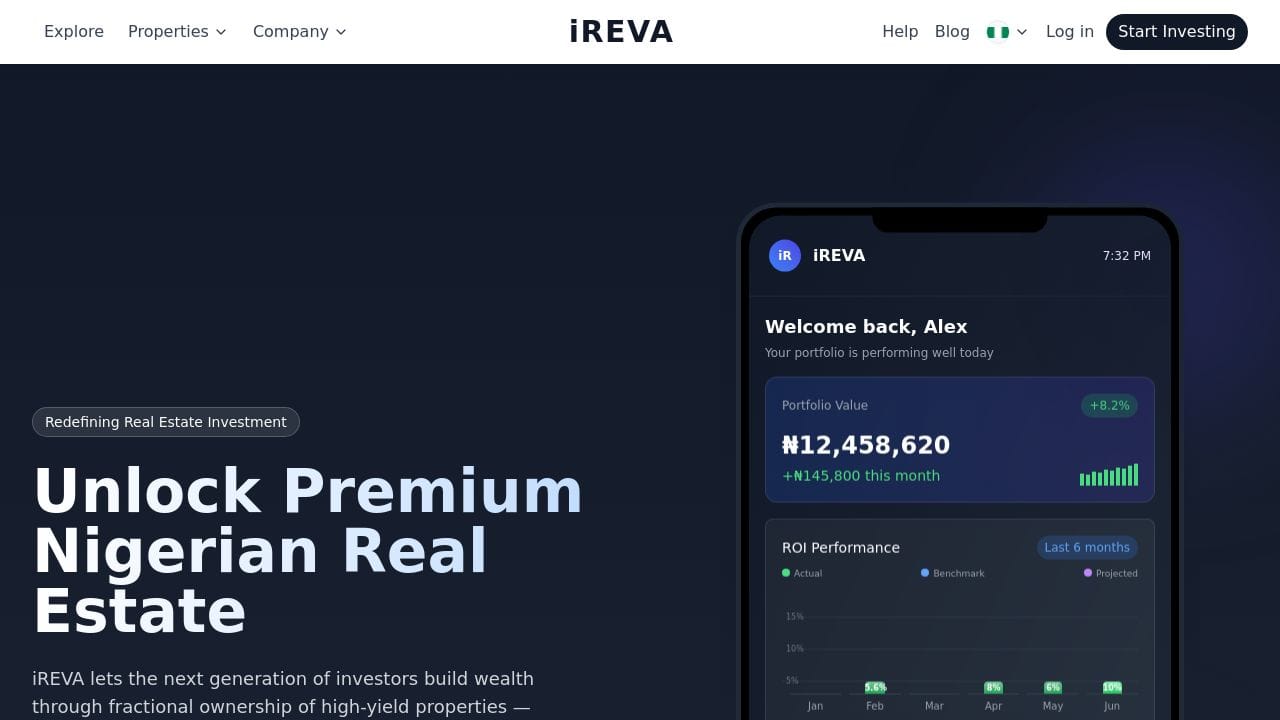 Explore
Properties
Company
iREVA
Help
Blog
Log in
Start Investing
Redefining Real Estate Investment
Unlock Premium
Nigerian Real
Estate
iREVA lets the next generation of investors build wealth
through fractional ownership of high-yield properties —
iR
iREVA
7:32 PM
Welcome back, Alex
Your portfolio is performing well today
Portfolio Value
+8.2%
₦12,458,620
+₦145,800 this month
ROI Performance
Last 6 months
Actual
Benchmark
Projected
15%
10%
5%
5.6%
8%
6%
10%
Jan
Feb
Mar
Apr
May
Jun